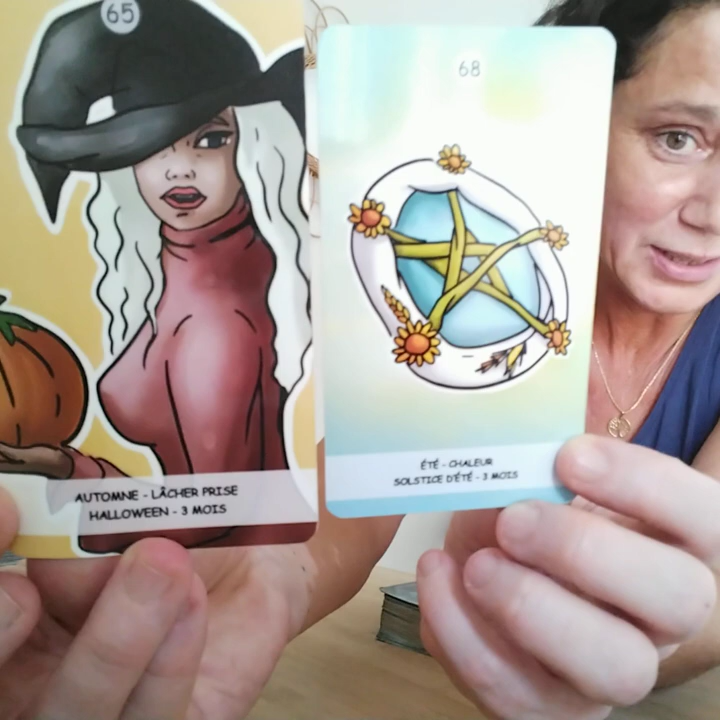 65
AUTOMNE - LÂCHER PRISE
HALLOWEEN - 3 MOIS
68
ÉTÉ - CHALEUR
SOLSTICE D'ÉTÉ - 3 MOIS